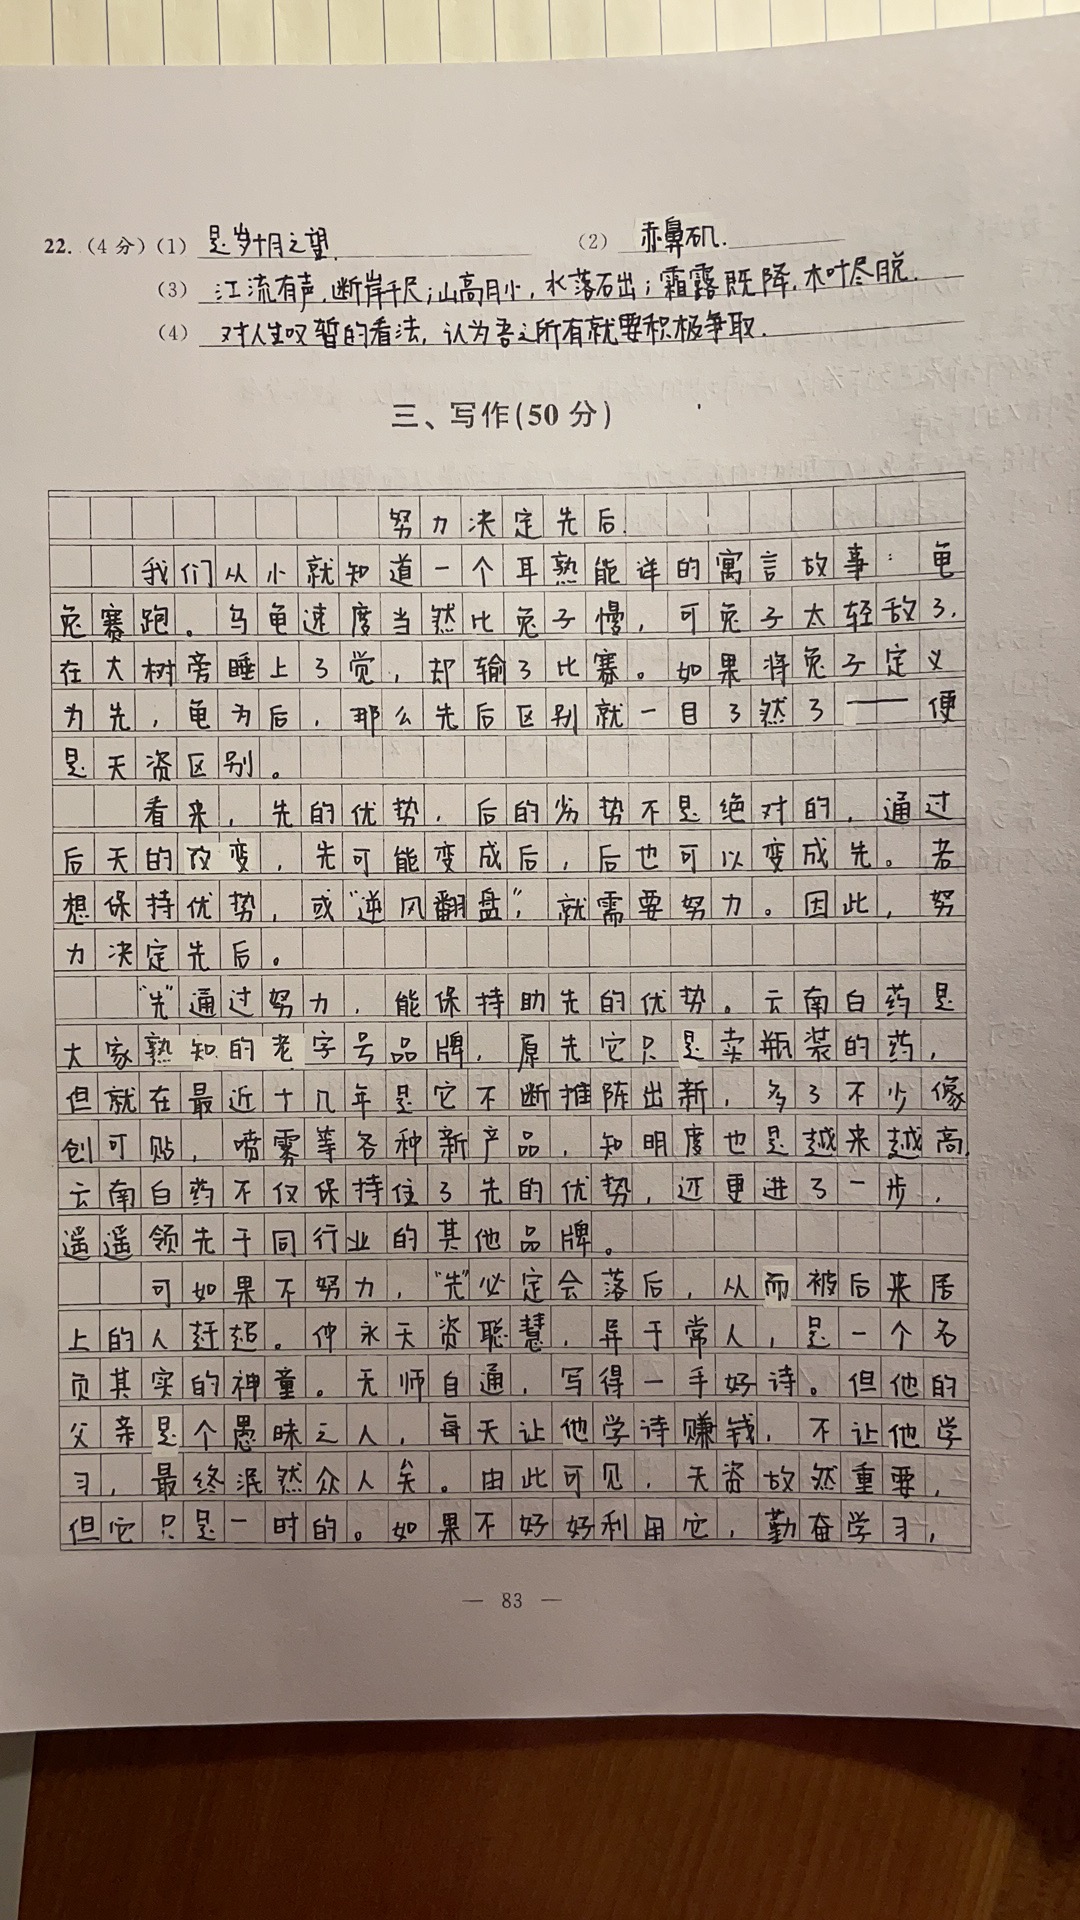 22.（4分）（1） 是岁十月之望. （2） 赤鼻矶.
（3） 江流有声,断岸千尺;山高月小,水落石出;霜露既降,木叶尽脱.
（4） 对人生叹暂的看法,认为吾之所有就要积极争取.
三、写作(50分)
努力决定先后.
我们从小就知道一个耳熟能详的寓言故事：龟
兔赛跑。乌龟速度当然比兔子慢，可兔子太轻敌了,
在大树旁睡上了觉，却输了比赛。如果将兔子定义
为先，龟为后，那么先后区别就一目了然了——便
是天资区别。
看来，先的优势，后的劣势不是绝对的，通过
后天的改变，先可能变成后，后也可以变成先。若
想保持优势，或“逆风翻盘”，就需要努力。因此，努
力决定先后。
“先”通过努力，能保持助先的优势。云南白药是
大家熟知的老字号品牌，原先它只是卖瓶装的药，
但就在最近十几年是它不断推陈出新，多了不少像
创可贴，喷雾等各种新产品，知明度也是越来越高,
云南白药不仅保持住了先的优势，还更进了一步，
遥遥领先于同行业的其他品牌。
可如果不努力，“先”必定会落后，从而被后来居
上的人赶超。仲永天资聪慧，异于常人，是一个名
负其实的神童。无师自通，写得一手好诗。但他的
父亲是个愚昧之人，每天让他学诗赚钱，不让他学
习，最终泯然众人矣。由此可见，天资故然重要，
但它只是一时的。如果不好好利用它，勤奋学习，
— 83 —